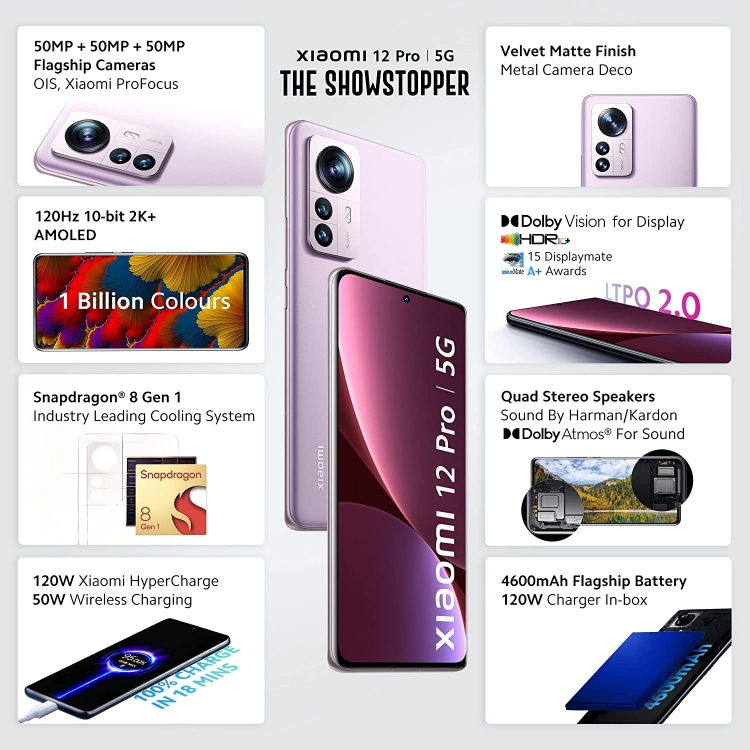 50MP + 50MP + 50MP
Flagship Cameras
OIS, Xiaomi ProFocus
xiaomi 12 Pro | 5G
THE SHOWSTOPPER
Velvet Matte Finish
Metal Camera Deco
120Hz 10-bit 2K+
AMOLED
1 Billion Colours
Dolby Vision for Display
HDR10+
15 Displaymate
A+ Awards
LTPO 2.0
Snapdragon® 8 Gen 1
Industry Leading Cooling System
Snapdragon
8
Gen 1
xiaomi
xiaomi 12 Pro | 5G
Quad Stereo Speakers
Sound By Harman/Kardon
Dolby Atmos® For Sound
120W Xiaomi HyperCharge
50W Wireless Charging
100% CHARGE
IN 18 MINS
4600mAh Flagship Battery
120W Charger In-box
4600MAH